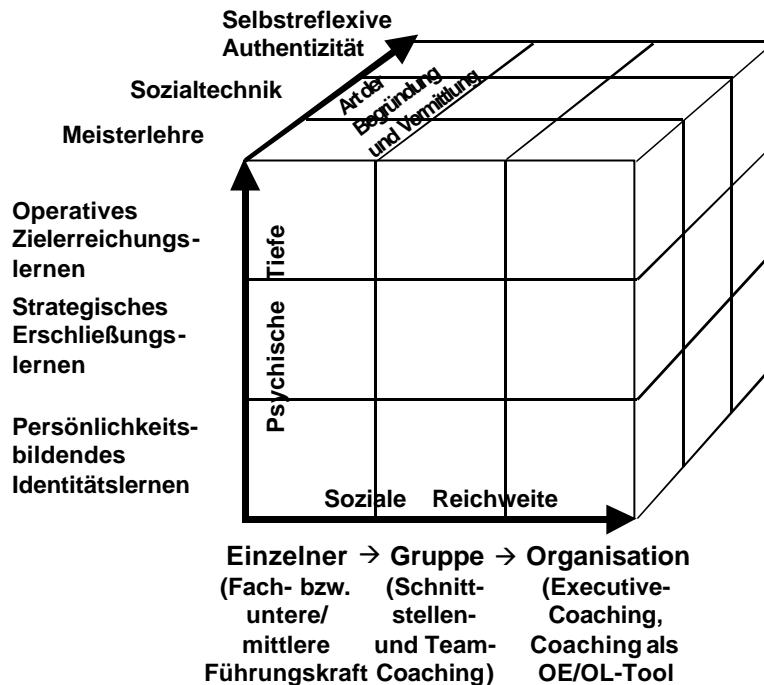 Selbstreflexive
Authentizität
Sozialtechnik
Meisterlehre
Art der
Begründung
und Vermittlung
Operatives
Zielerreichungs-
lernen
Strategisches
Erschließungs-
lernen
Persönlichkeits-
bildendes
Identitätslernen
Psychische Tiefe
Soziale Reichweite
Einzelner → Gruppe → Organisation
(Fach- bzw. (Schnitt- (Executive-
untere/ stellen- Coaching,
mittlere und Team- Coaching als
Führungskraft Coaching) OE/OL-Tool